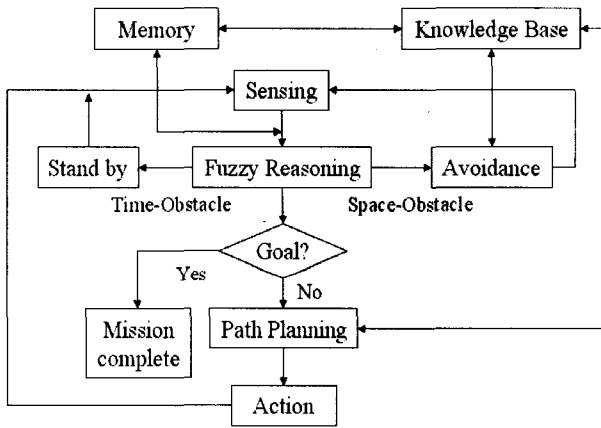 Memory
Knowledge Base
Sensing
Stand by
Fuzzy Reasoning
Avoidance
Time-Obstacle
Space-Obstacle
Goal?
Yes
No
Mission
complete
Path Planning
Action